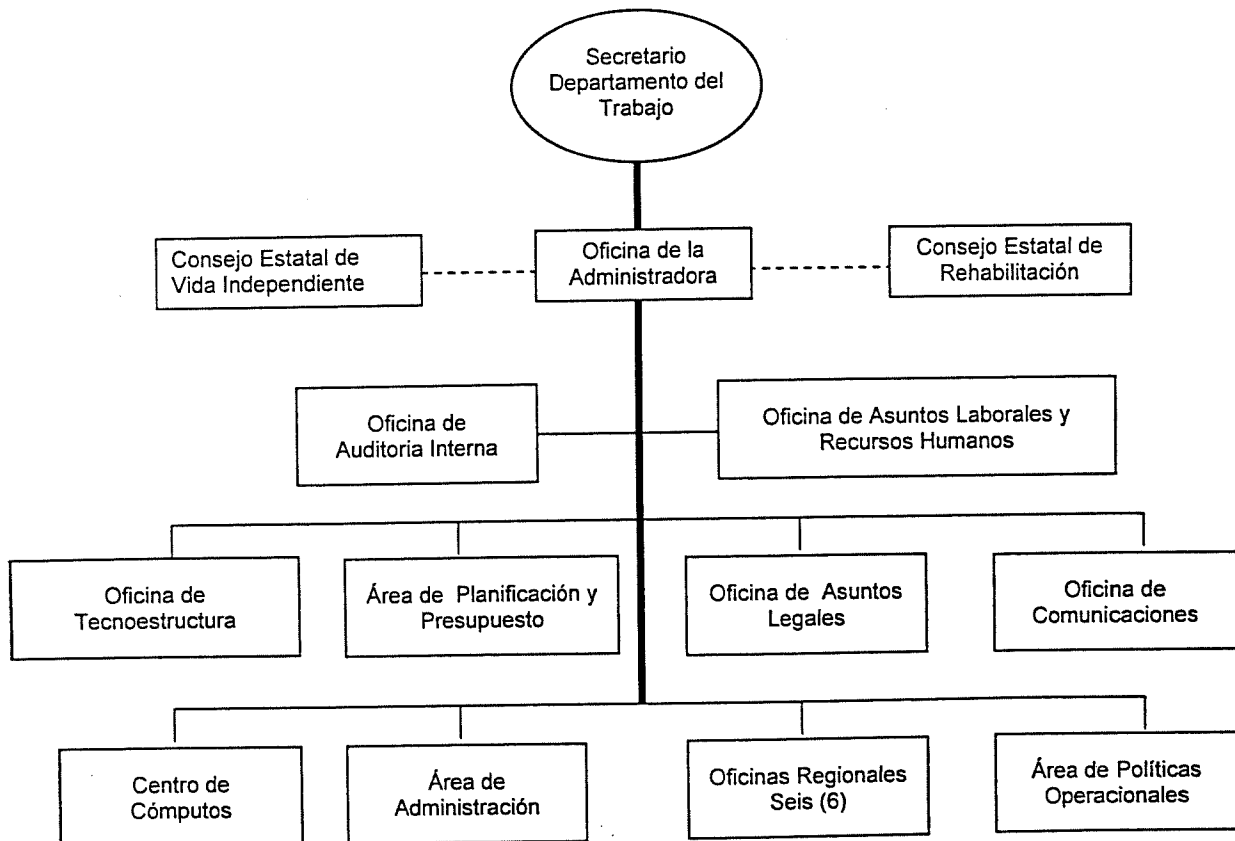 Secretario
Departamento del
Trabajo
Consejo Estatal de
Vida Independiente
Oficina de la
Administradora
Consejo Estatal de
Rehabilitación
Oficina de
Auditoria Interna
Oficina de Asuntos Laborales y
Recursos Humanos
Oficina de
Tecnoestructura
Área de Planificación y
Presupuesto
Oficina de Asuntos
Legales
Oficina de
Comunicaciones
Centro de
Cómputos
Área de
Administración
Oficinas Regionales
Seis (6)
Área de Políticas
Operacionales